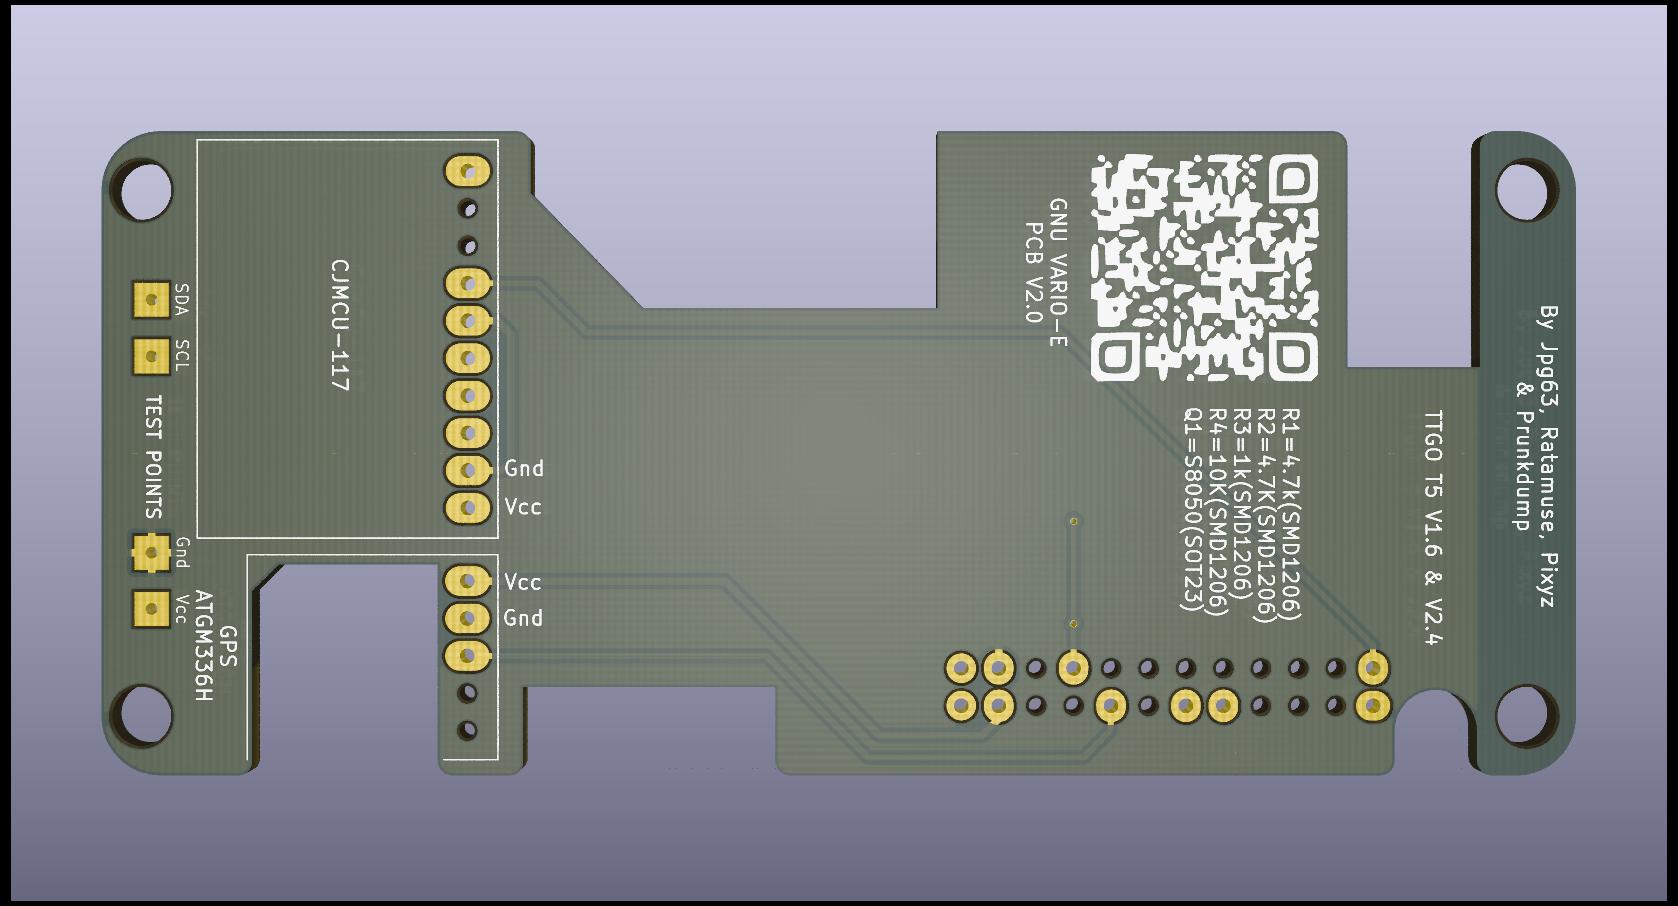 SDA
SCL
TEST POINTS
Gnd
Vcc
GPS
ATGM336H
CJMCU-117
Gnd
Vcc
Vcc
Gnd
GNU VARIO-E
PCB V2.0
R1=4.7k(SMD1206)
R2=4.7K(SMD1206)
R3=1k(SMD1206)
R4=10K(SMD1206)
Q1=S8050(SOT23)
TTGO T5 V1.6 & V2.4
By Jpg63, Ratamuse, Pixyz
& Prunkdump